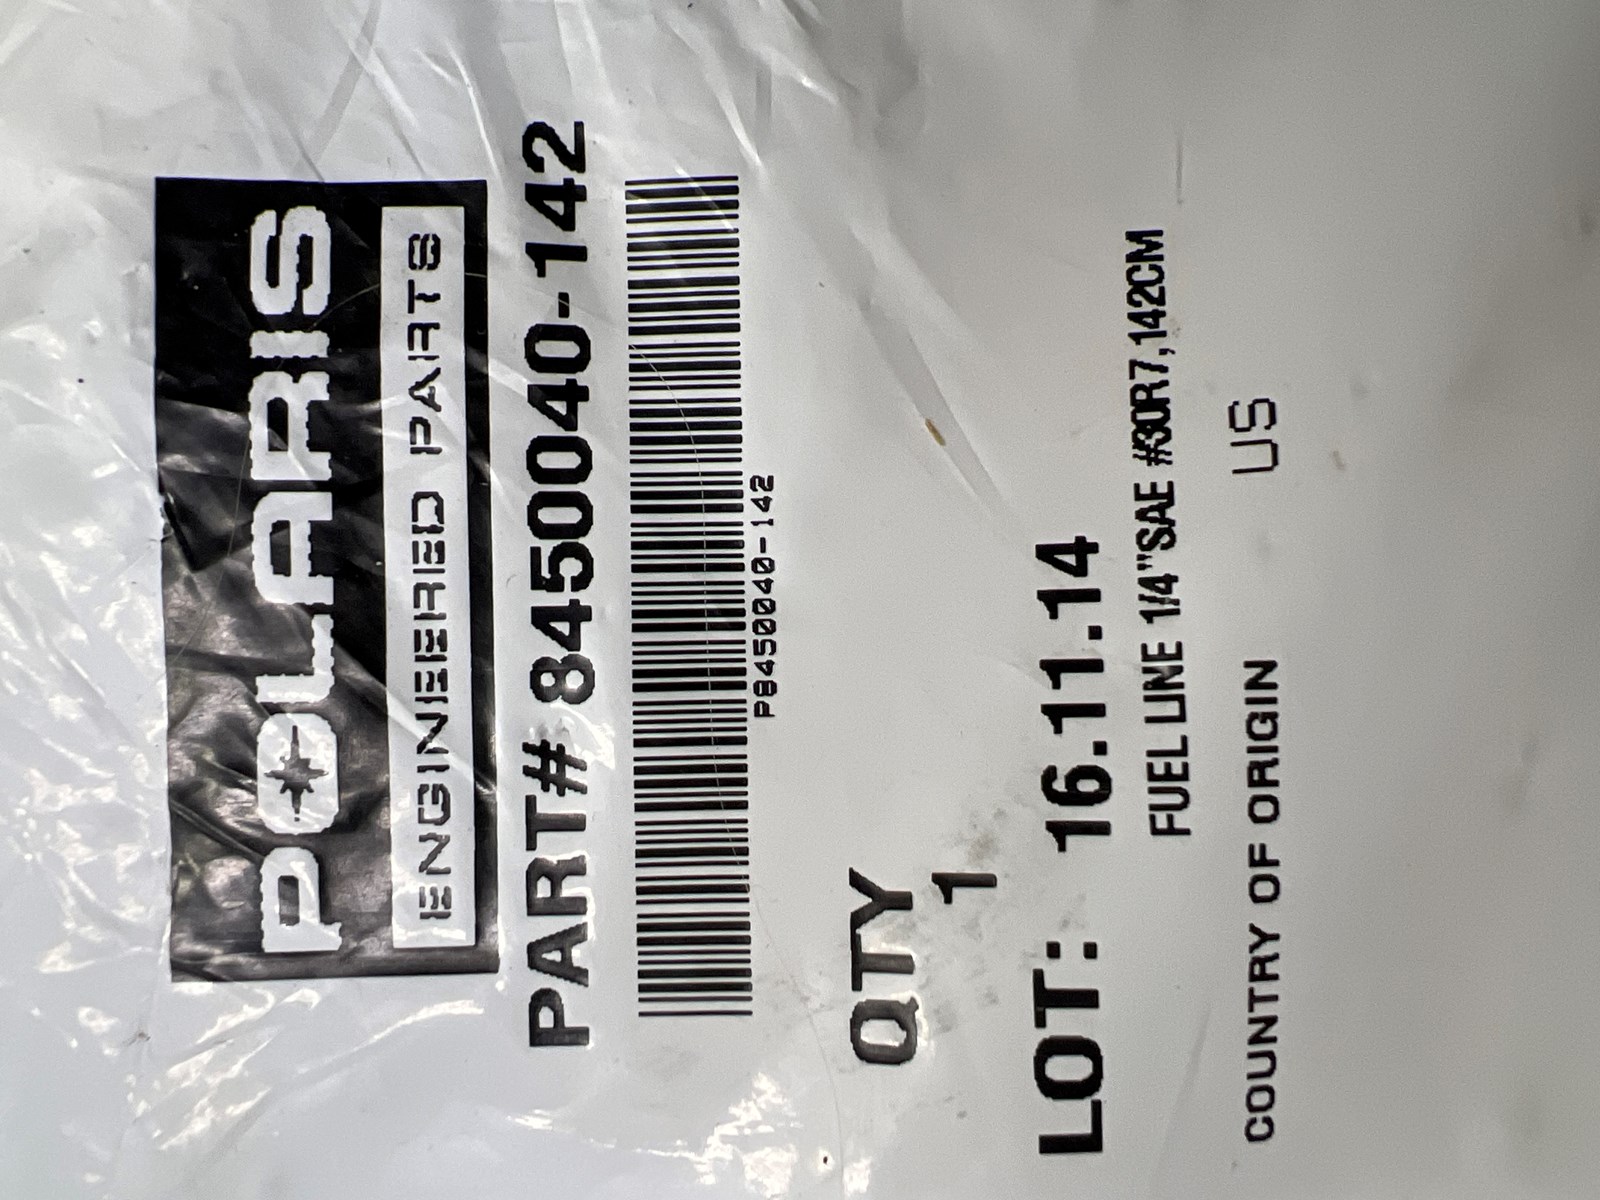 POLARIS
ENGINEERED PARTS
PART# 8450040-142
P8450040-142
QTY
1
LOT: 16.11.14
FUEL LINE 1/4"SAE #30R7,142CM
COUNTRY OF ORIGIN US